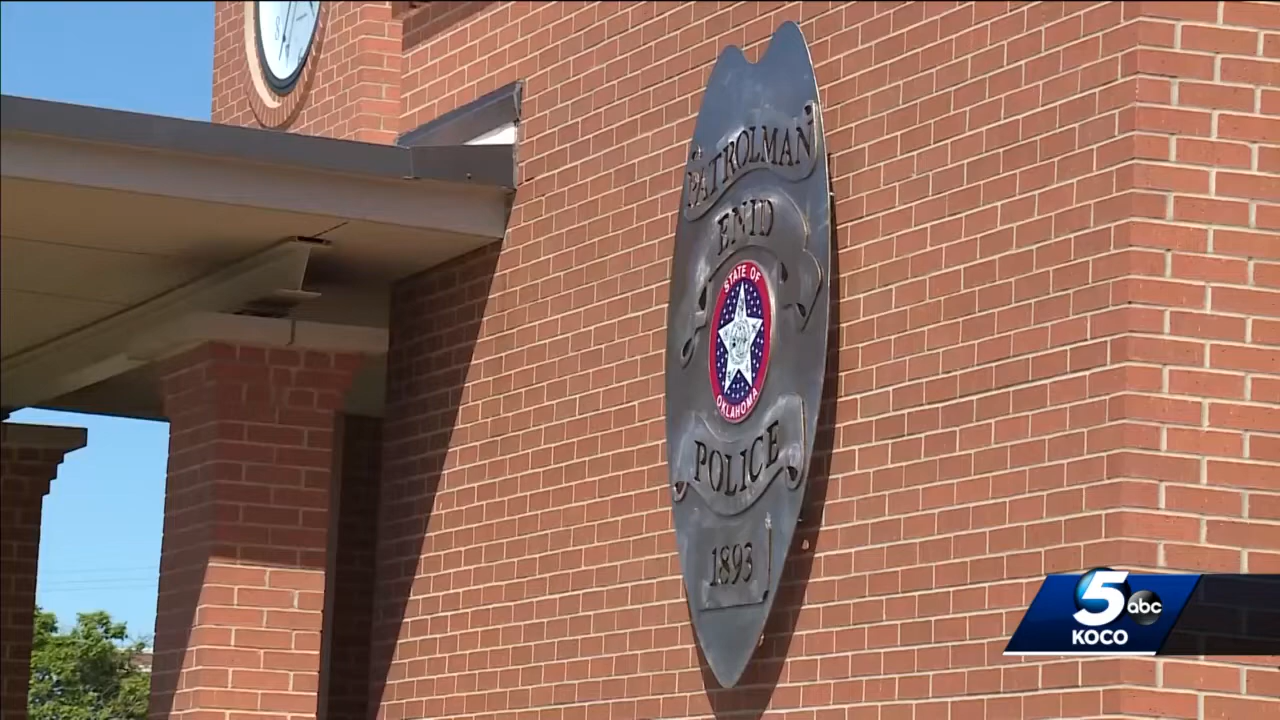 PATROLMAN
ENID
STATE OF
OKLAHOMA
POLICE
1893
5 abc
KOCO